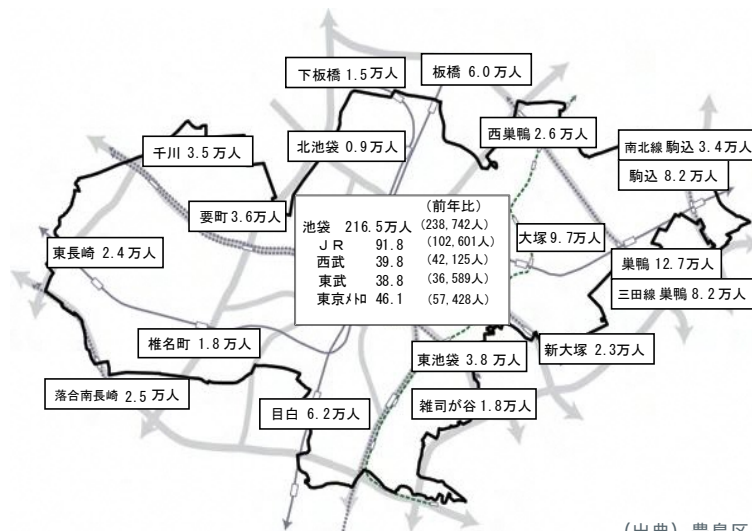 下板橋 1.5万人
板橋 6.0万人
西巣鴨 2.6万人
千川 3.5万人
北池袋 0.9万人
南北線 駒込 3.4万人
駒込 8.2万人
要町 3.6万人
(前年比)
池袋 216.5万人 (238,742人)
JR 91.8 (102,601人)
西武 39.8 (42,125人)
東武 38.8 (36,589人)
東京メトロ 46.1 (57,428人)
大塚 9.7万人
東長崎 2.4万人
巣鴨 12.7万人
三田線 巣鴨 8.2万人
椎名町 1.8万人
東池袋 3.8万人
新大塚 2.3万人
落合南長崎 2.5万人
目白 6.2万人
雑司が谷 1.8万人
(出典) 豊島区